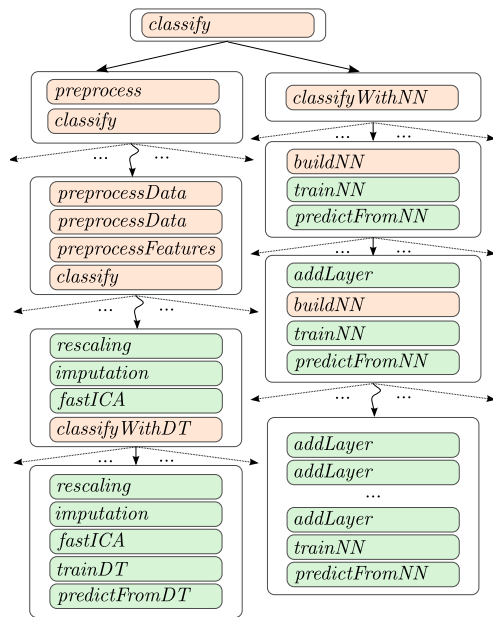 classify
preprocess
classify
... ...
preprocessData
preprocessData
preprocessFeatures
classify
... ...
rescaling
imputation
fastICA
classifyWithDT
... ...
rescaling
imputation
fastICA
trainDT
predictFromDT
classifyWithNN
... ...
buildNN
trainNN
predictFromNN
... ...
addLayer
buildNN
trainNN
predictFromNN
... ...
addLayer
addLayer
...
addLayer
trainNN
predictFromNN